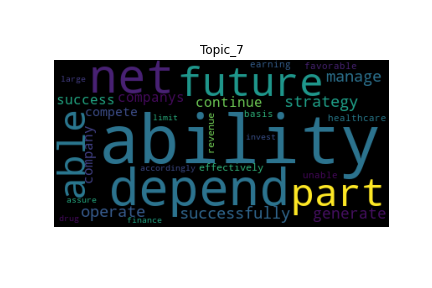 Topic_7
large
earning
favorable
net
future
manage
success
companys
continue
strategy
compete
limit
basis
healthcare
able
company
ability
revenue
invest
accordingly
effectively
unable
depend
part
assure
operate
successfully
generate
drug
finance